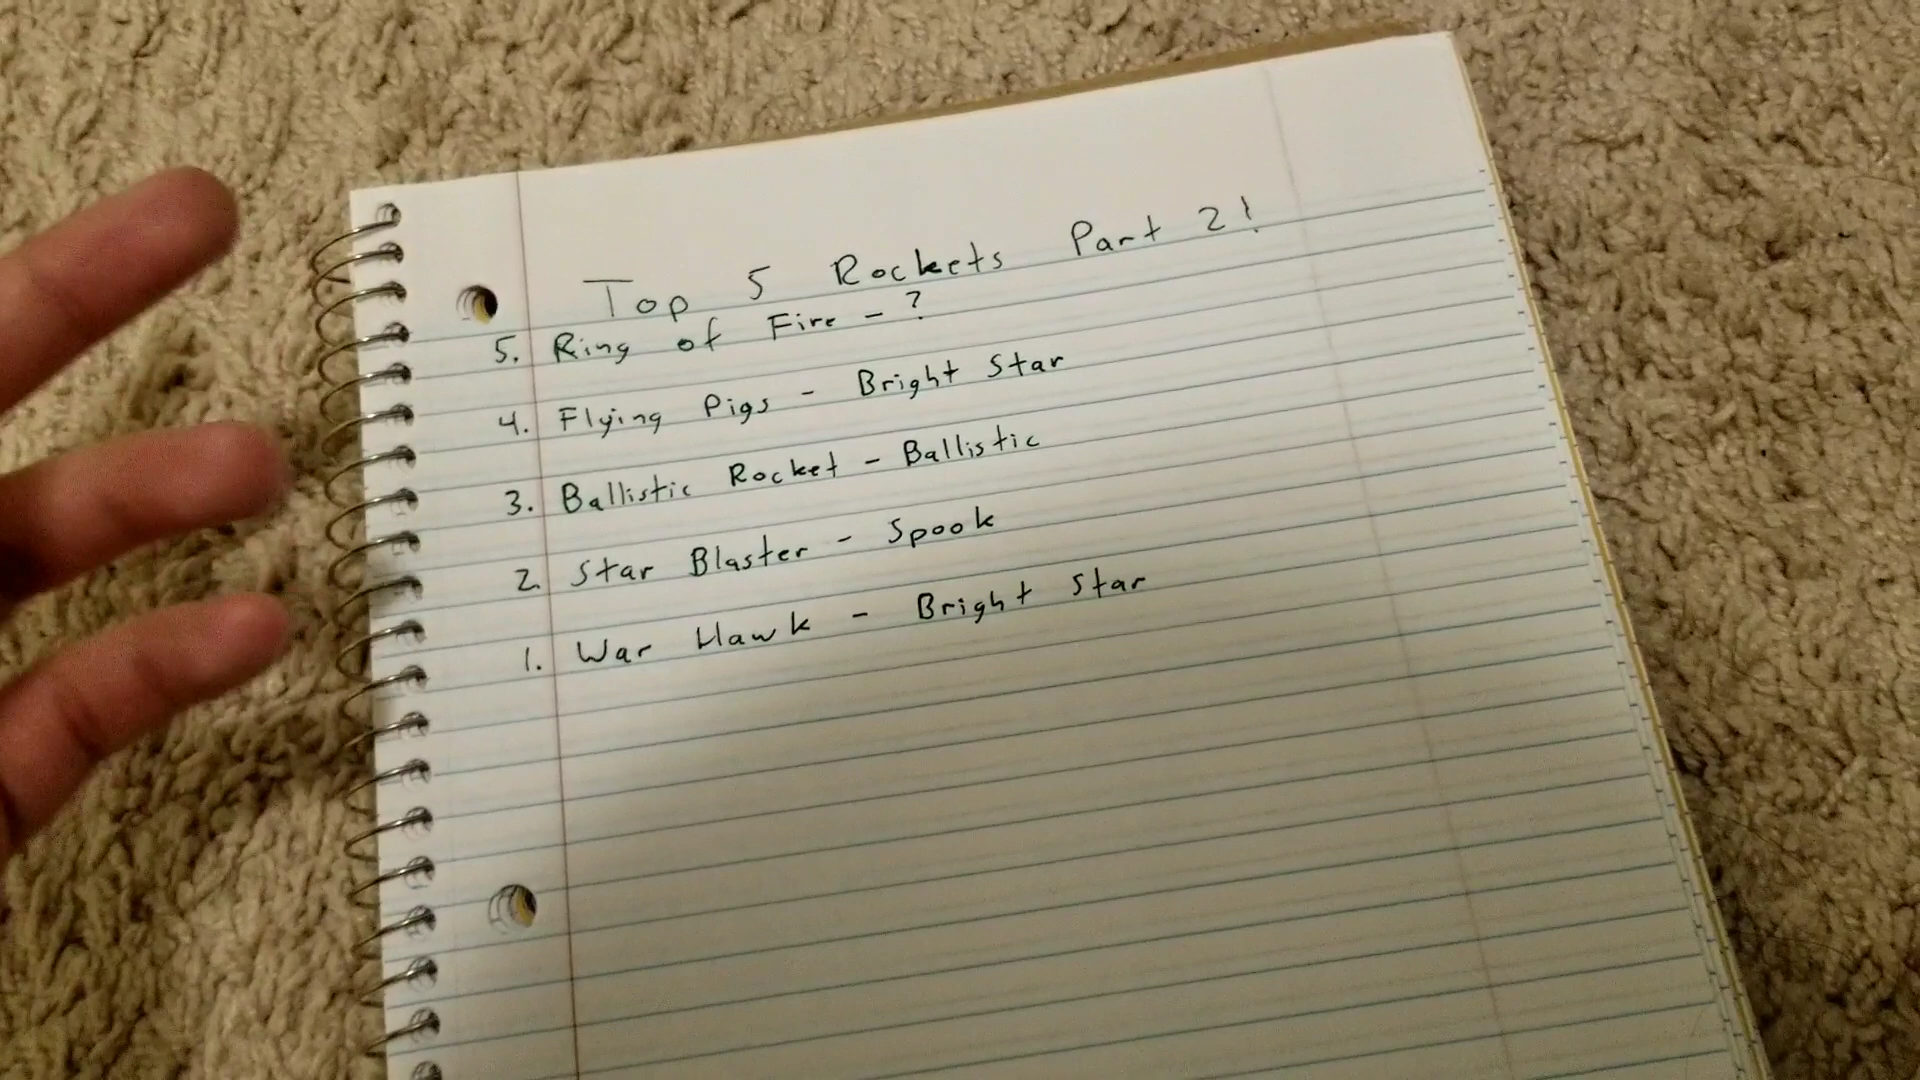 Top 5 Rockets Part 2!
5. Ring of Fire - ?
4. Flying Pigs - Bright Star
3. Ballistic Rocket - Ballistic
2. Star Blaster - Spook
1. War Hawk - Bright Star